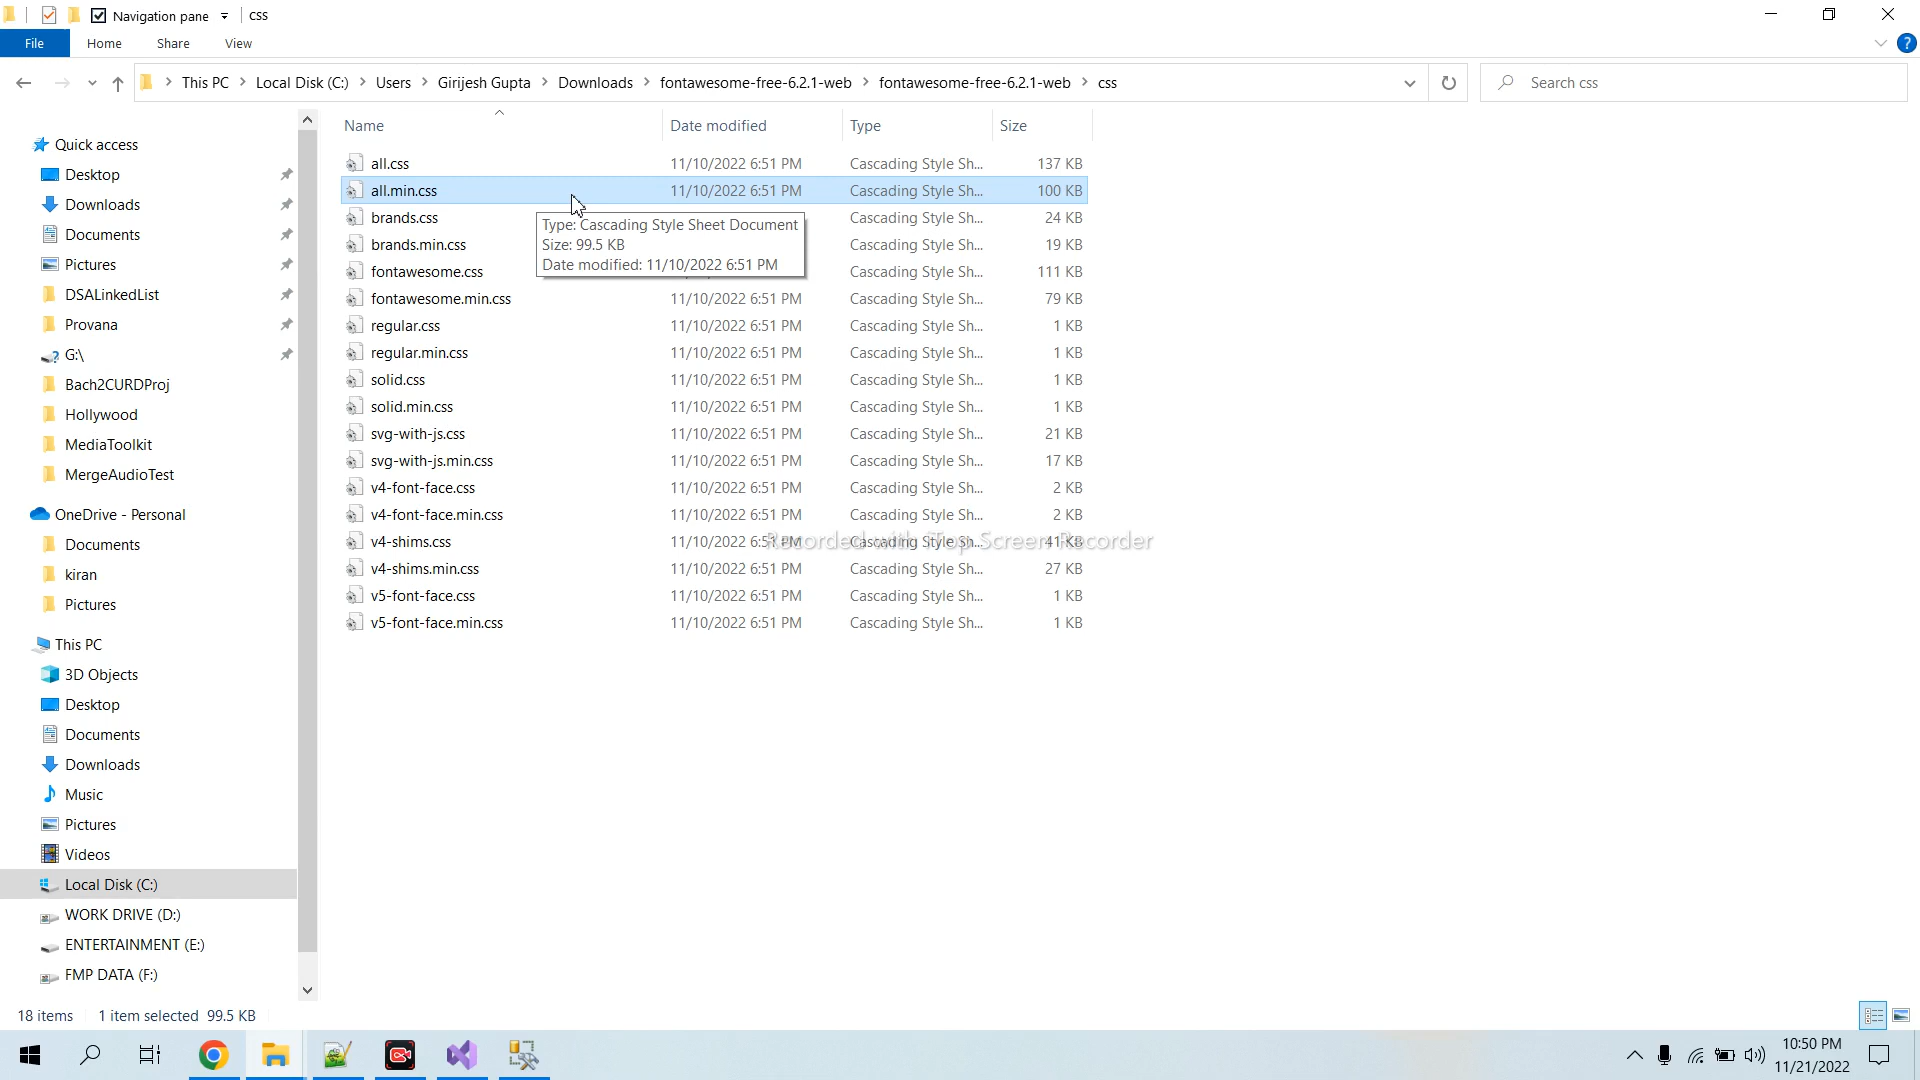 Navigation pane css
File Home Share View
This PC Local Disk (C:) Users Girijesh Gupta Downloads fontawesome-free-6.2.1-web fontawesome-free-6.2.1-web css Search css
Name Date modified Type Size
Quick access
Desktop
Downloads
Documents
Pictures
DSALinkedList
Provana
G:\
Bach2CURDProj
Hollywood
MediaToolkit
MergeAudioTest
OneDrive - Personal
Documents
kiran
Pictures
This PC
3D Objects
Desktop
Documents
Downloads
Music
Pictures
Videos
Local Disk (C:)
WORK DRIVE (D:)
ENTERTAINMENT (E:)
FMP DATA (F:)
all.css 11/10/2022 6:51 PM Cascading Style Sh... 137 KB
all.min.css 11/10/2022 6:51 PM Cascading Style Sh... 100 KB
brands.css Cascading Style Sh... 24 KB
brands.min.css Cascading Style Sh... 19 KB
fontawesome.css Cascading Style Sh... 111 KB
Type: Cascading Style Sheet Document
Size: 99.5 KB
Date modified: 11/10/2022 6:51 PM
fontawesome.min.css 11/10/2022 6:51 PM Cascading Style Sh... 79 KB
regular.css 11/10/2022 6:51 PM Cascading Style Sh... 1 KB
regular.min.css 11/10/2022 6:51 PM Cascading Style Sh... 1 KB
solid.css 11/10/2022 6:51 PM Cascading Style Sh... 1 KB
solid.min.css 11/10/2022 6:51 PM Cascading Style Sh... 1 KB
svg-with-js.css 11/10/2022 6:51 PM Cascading Style Sh... 21 KB
svg-with-js.min.css 11/10/2022 6:51 PM Cascading Style Sh... 17 KB
v4-font-face.css 11/10/2022 6:51 PM Cascading Style Sh... 2 KB
v4-font-face.min.css 11/10/2022 6:51 PM Cascading Style Sh... 2 KB
v4-shims.css 11/10/2022 6:51 PM Cascading Style Sh... 41 KB
Recorded with iTop Screen Recorder
v4-shims.min.css 11/10/2022 6:51 PM Cascading Style Sh... 27 KB
v5-font-face.css 11/10/2022 6:51 PM Cascading Style Sh... 1 KB
v5-font-face.min.css 11/10/2022 6:51 PM Cascading Style Sh... 1 KB
18 items 1 item selected 99.5 KB
10:50 PM
11/21/2022